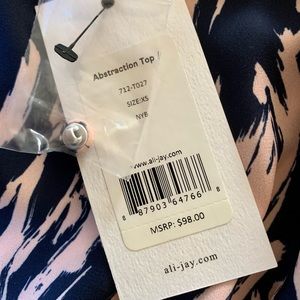 Abstraction Top /
712-T027
SIZE:XS
NYB
www.ali-jay.com
8 87903 64766 8
MSRP: $98.00
ali-jay.com